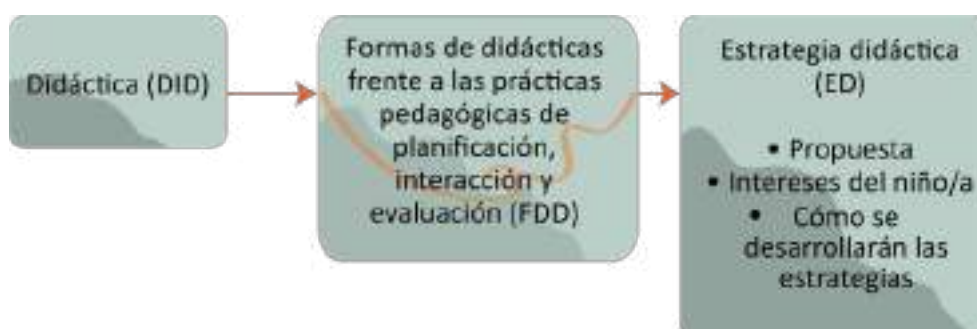 Didáctica (DID)
Formas de didácticas
frente a las prácticas
pedagógicas de
planificación,
interacción y
evaluación (FDD)
Estrategia didáctica
(ED)
• Propuesta
• Intereses del niño/a
• Cómo se
desarrollarán las
estrategias